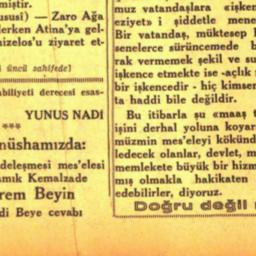 miştir.
ususî) — Zaro Ağa
derken Atina'ya gel-
nizelos'u ziyaret et-
i üncü sahifede]
abiliyeti derecesi esas-
YUNUS NADİ
***
nüshamızda:
deleşmesi mes'elesi
amık Kemalzade
rem Beyin
di Beye cevabı
muz vatandaşlara «işken
eziyet» i şiddetle mene
Bir vatandaş, müktesep h
senelerce sürüncemede b
rak vermemek şekil ve su
işkence etmekte ise -açlık
bir işkencedir - hiç kimsen
ta haddi bile değildir.
Bu itibarla şu «maaş t
işini derhal yoluna koyar
müzmin mes'eleyi kökünd
ledecek olanlar, devlet, m
memlekete büyük bir hizm
mış olmakla hakikaten
edebilirler, diyoruz.
Doğru değil